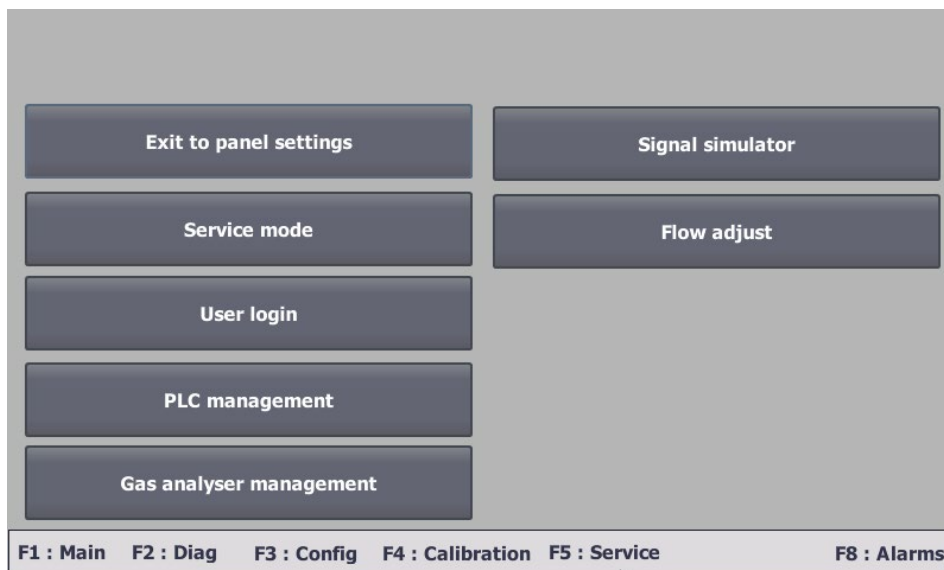 Exit to panel settings
Signal simulator
Service mode
Flow adjust
User login
PLC management
Gas analyser management
F1 : Main F2 : Diag F3 : Config F4 : Calibration F5 : Service F8 : Alarms